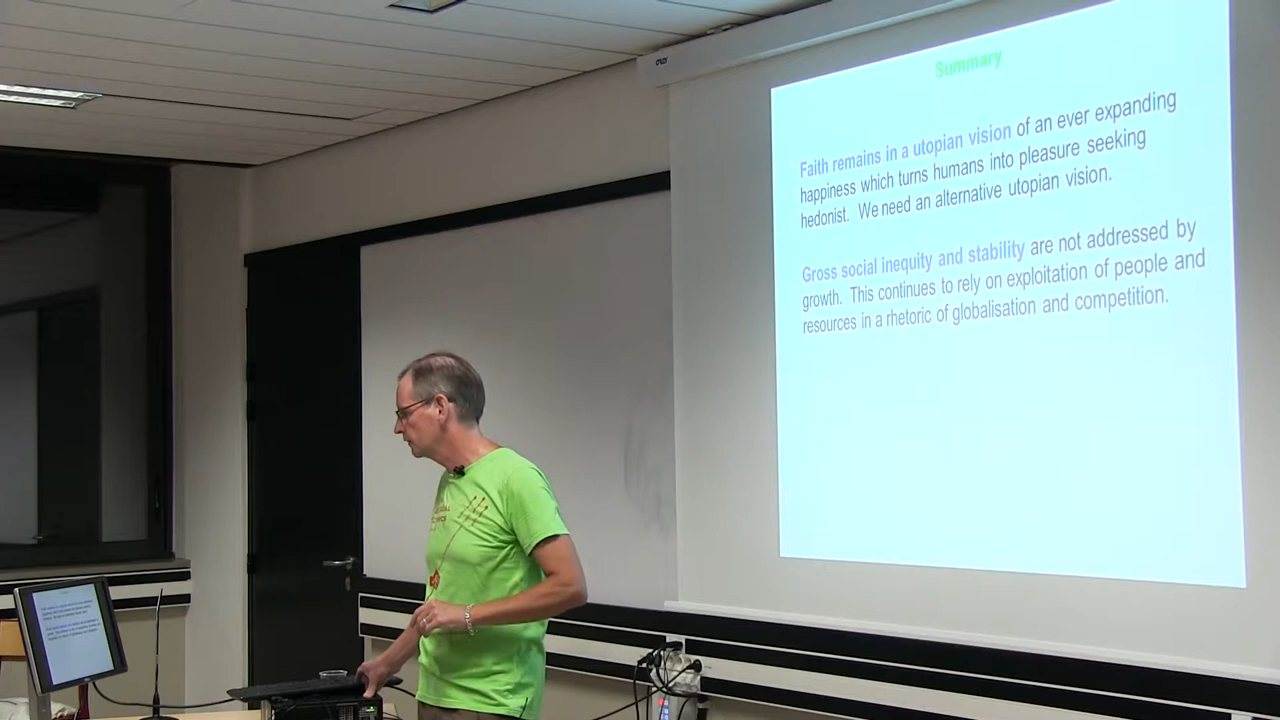 Summary
Faith remains in a utopian vision of an ever expanding
happiness which turns humans into pleasure seeking
hedonist. We need an alternative utopian vision.
Gross social inequity and stability are not addressed by
growth. This continues to rely on exploitation of people and
resources in a rhetoric of globalisation and competition.